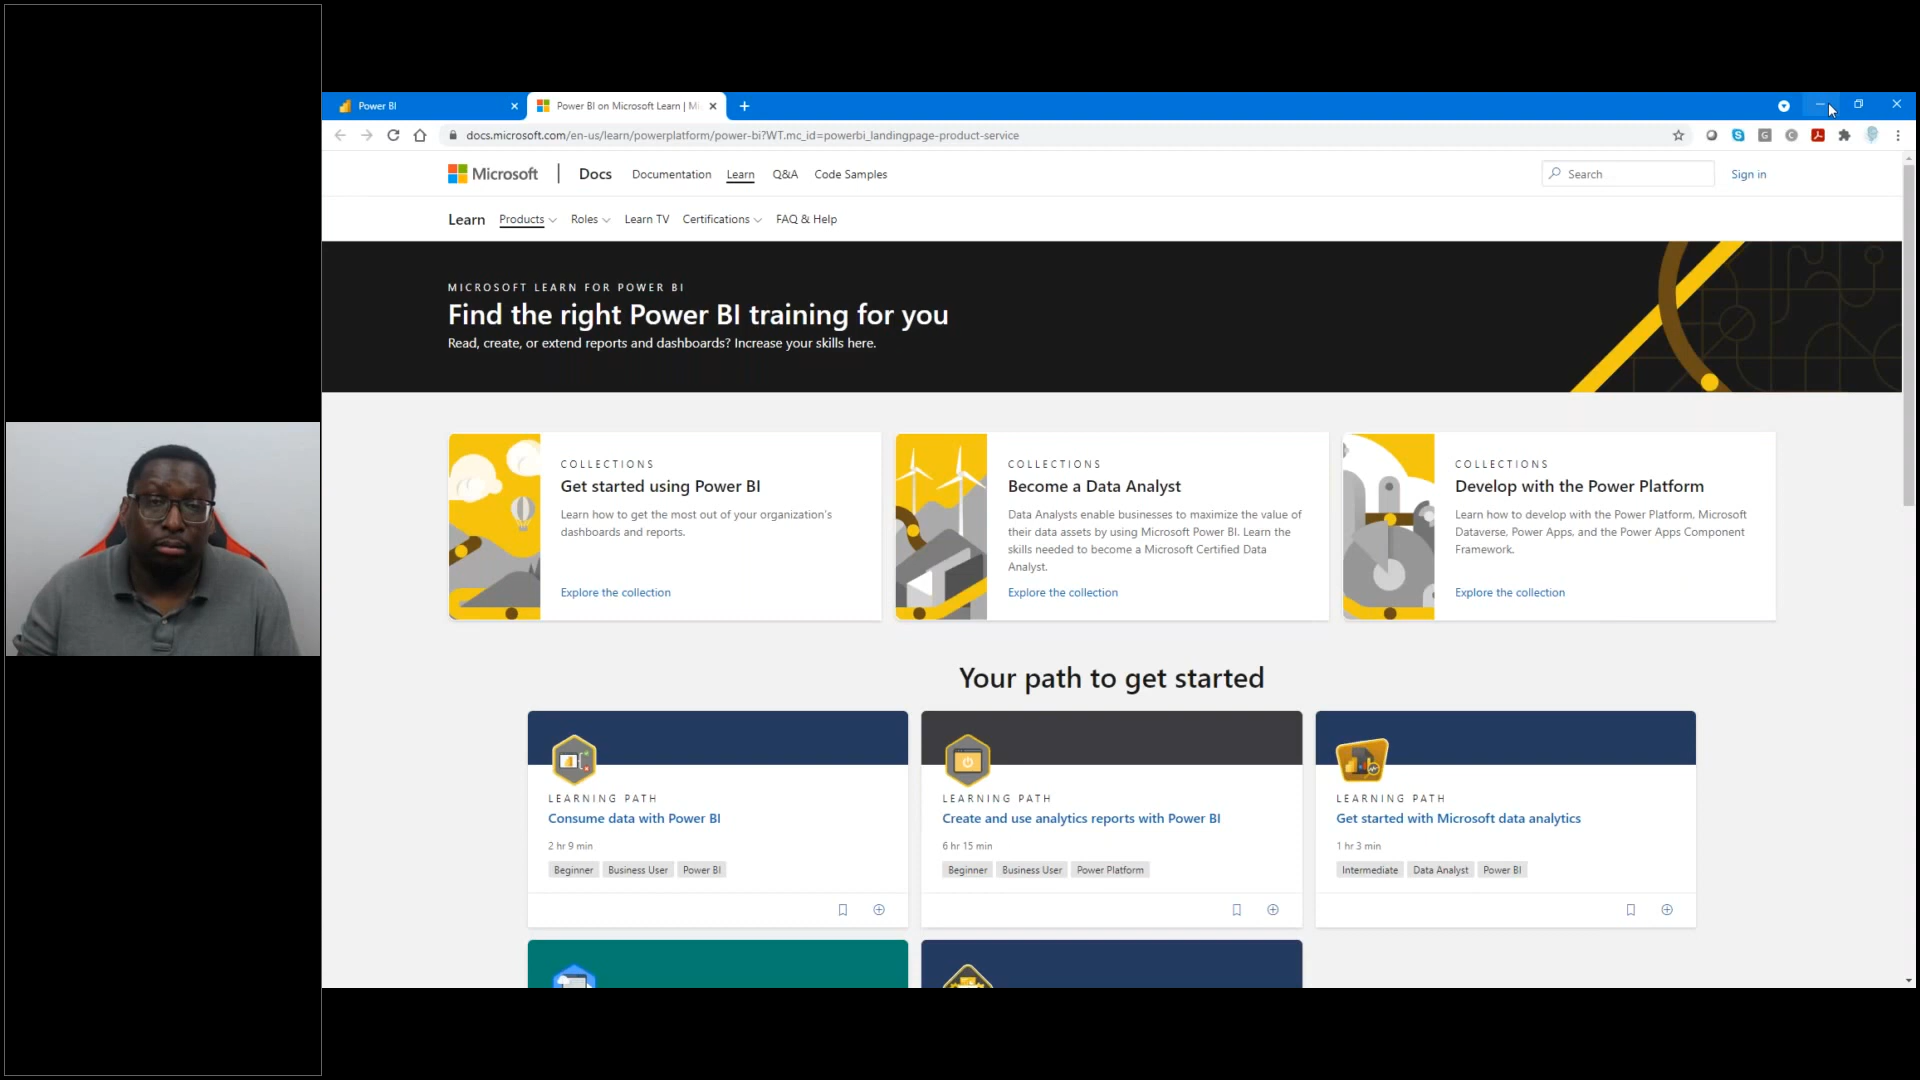 Power BI
Power BI on Microsoft Learn | Mi
docs.microsoft.com/en-us/learn/powerplatform/power-bi?WT.mc_id=powerbi_landingpage-product-service
Microsoft
Docs
Documentation
Learn
Q&A
Code Samples
Search
Sign in
Learn
Products
Roles
Learn TV
Certifications
FAQ & Help
MICROSOFT LEARN FOR POWER BI
Find the right Power BI training for you
Read, create, or extend reports and dashboards? Increase your skills here.
COLLECTIONS
Get started using Power BI
Learn how to get the most out of your organization's
dashboards and reports.
Explore the collection
COLLECTIONS
Become a Data Analyst
Data Analysts enable businesses to maximize the value of
their data assets by using Microsoft Power BI. Learn the
skills needed to become a Microsoft Certified Data
Analyst.
Explore the collection
COLLECTIONS
Develop with the Power Platform
Learn how to develop with the Power Platform, Microsoft
Dataverse, Power Apps, and the Power Apps Component
Framework.
Explore the collection
Your path to get started
LEARNING PATH
Consume data with Power BI
2 hr 9 min
Beginner
Business User
Power BI
LEARNING PATH
Create and use analytics reports with Power BI
6 hr 15 min
Beginner
Business User
Power Platform
LEARNING PATH
Get started with Microsoft data analytics
1 hr 3 min
Intermediate
Data Analyst
Power BI